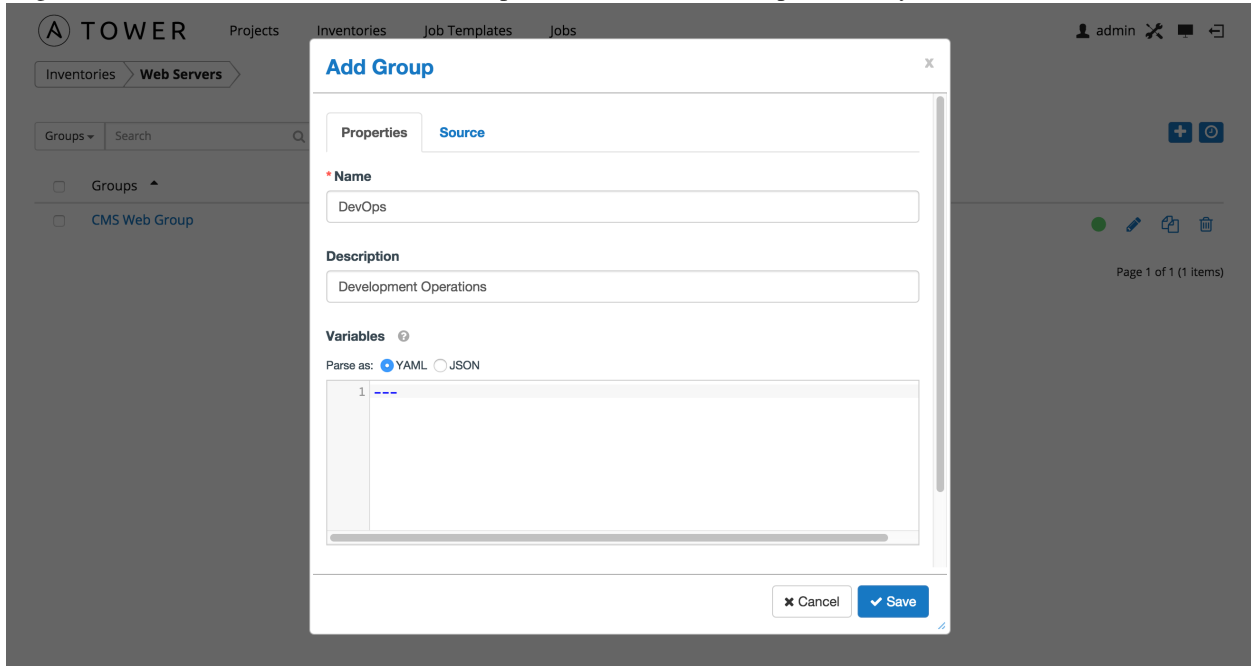 A TOWER Projects Inventories Job Templates Jobs admin
Inventories Web Servers
Add Group x
Groups Search
Properties Source
Groups
* Name
DevOps
CMS Web Group
Description
Development Operations
Page 1 of 1 (1 items)
Variables ?
Parse as: YAML JSON
1 ---
Cancel Save